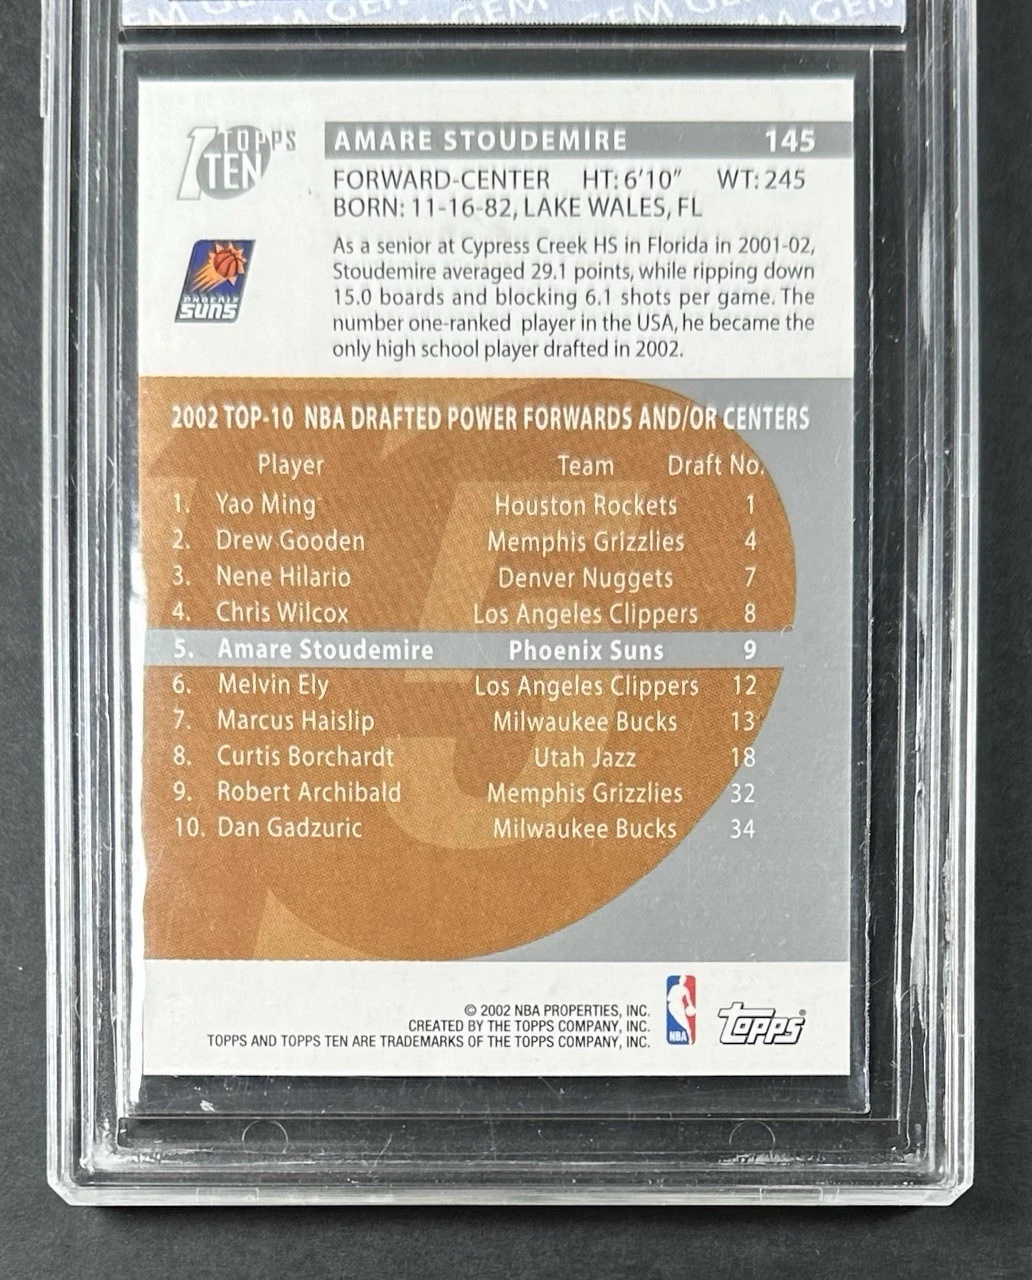 GEM GEM GEM
TOPPS
TEN
AMARE STOUDEMIRE 145
FORWARD-CENTER HT: 6'10" WT: 245
BORN: 11-16-82, LAKE WALES, FL
PHOENIX
SUNS
As a senior at Cypress Creek HS in Florida in 2001-02,
Stoudemire averaged 29.1 points, while ripping down
15.0 boards and blocking 6.1 shots per game. The
number one-ranked player in the USA, he became the
only high school player drafted in 2002.
2002 TOP-10 NBA DRAFTED POWER FORWARDS AND/OR CENTERS
Player Team Draft No.
1. Yao Ming Houston Rockets 1
2. Drew Gooden Memphis Grizzlies 4
3. Nene Hilario Denver Nuggets 7
4. Chris Wilcox Los Angeles Clippers 8
5. Amare Stoudemire Phoenix Suns 9
6. Melvin Ely Los Angeles Clippers 12
7. Marcus Haislip Milwaukee Bucks 13
8. Curtis Borchardt Utah Jazz 18
9. Robert Archibald Memphis Grizzlies 32
10. Dan Gadzuric Milwaukee Bucks 34
© 2002 NBA PROPERTIES, INC.
CREATED BY THE TOPPS COMPANY, INC.
TOPPS AND TOPPS TEN ARE TRADEMARKS OF THE TOPPS COMPANY, INC.
NBA
topps®